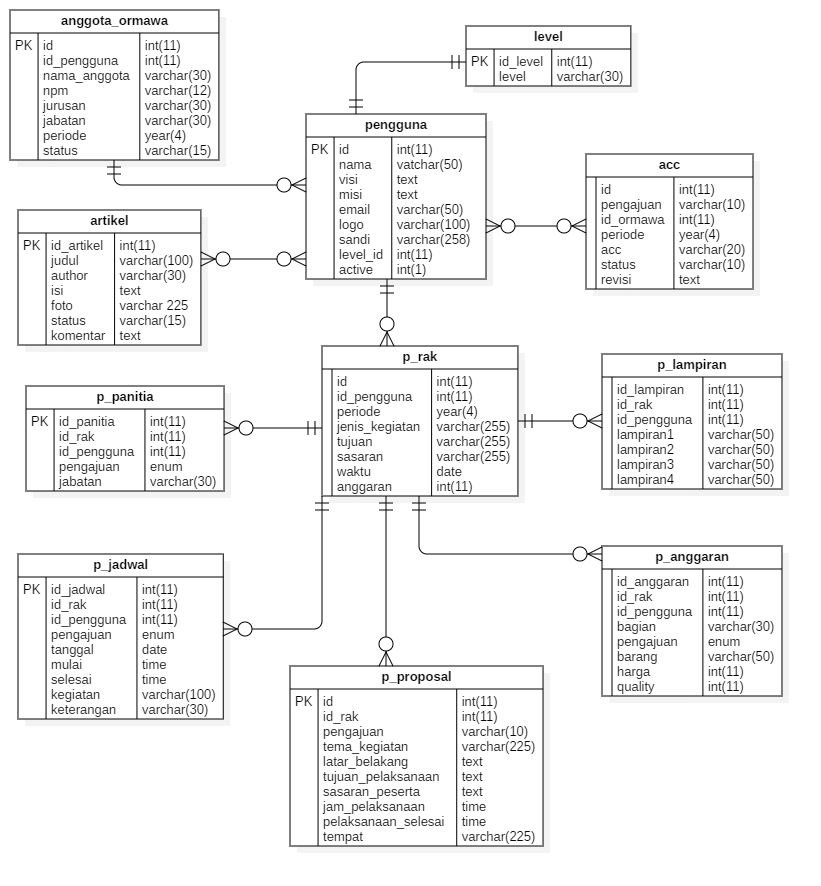 anggota_ormawa
PK id int(11)
id_pengguna int(11)
nama_anggota varchar(30)
npm varchar(12)
jurusan varchar(30)
jabatan varchar(30)
periode year(4)
status varchar(15)
level
PK id_level int(11)
level varchar(30)
pengguna
PK id int(11)
nama vatchar(50)
visi text
misi text
email varchar(50)
logo varchar(100)
sandi varchar(258)
level_id int(11)
active int(1)
acc
id int(11)
pengajuan varchar(10)
id_ormawa int(11)
periode year(4)
acc varchar(20)
status varchar(10)
revisi text
artikel
PK id_artikel int(11)
judul varchar(100)
author varchar(30)
isi text
foto varchar 225
status varchar(15)
komentar text
p_rak
id int(11)
id_pengguna int(11)
periode year(4)
jenis_kegiatan varchar(255)
tujuan varchar(255)
sasaran varchar(255)
waktu date
anggaran int(11)
p_lampiran
id_lampiran int(11)
id_rak int(11)
id_pengguna int(11)
lampiran1 varchar(50)
lampiran2 varchar(50)
lampiran3 varchar(50)
lampiran4 varchar(50)
p_panitia
PK id_panitia int(11)
id_rak int(11)
id_pengguna int(11)
pengajuan enum
jabatan varchar(30)
p_jadwal
PK id_jadwal int(11)
id_rak int(11)
id_pengguna int(11)
pengajuan enum
tanggal date
mulai time
selesai time
kegiatan varchar(100)
keterangan varchar(30)
p_anggaran
id_anggaran int(11)
id_rak int(11)
id_pengguna int(11)
bagian varchar(30)
pengajuan enum
barang varchar(50)
harga int(11)
quality int(11)
p_proposal
PK id int(11)
id_rak int(11)
pengajuan varchar(10)
tema_kegiatan varchar(225)
latar_belakang text
tujuan_pelaksanaan text
sasaran_peserta text
jam_pelaksanaan time
pelaksanaan_selesai time
tempat varchar(225)